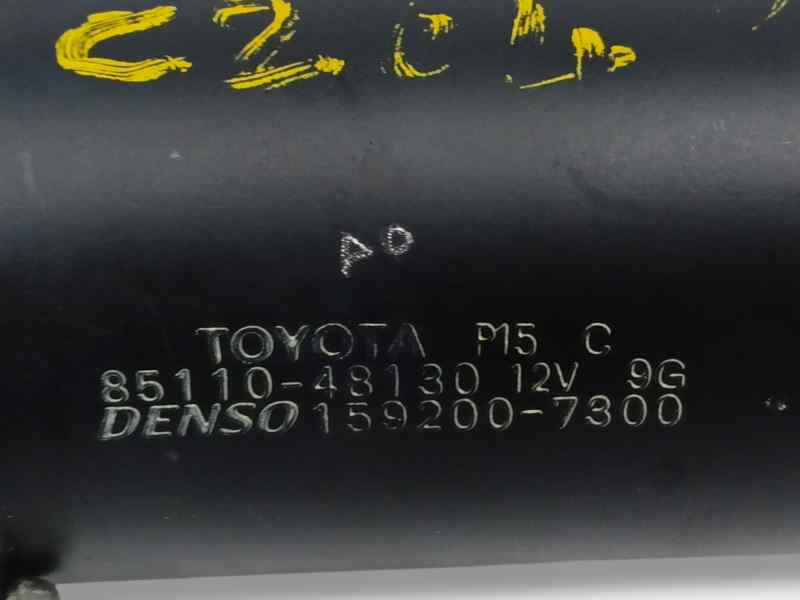 TOYOTA P15 C
85110-48130 12V 9G
DENSO 159200-7300